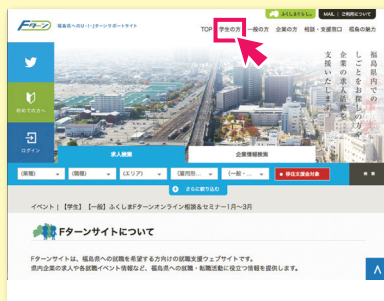 ふくしまぐらし。
MAIL | ご利用について
Fターン 福島県へのU・I・Jターンサポートサイト
TOP 学生の方 一般の方 企業の方 相談・支援窓口 福島の魅力
福島県内での
しごとをお探しの方、
企業の求人活動を
支援いたします。
初めての方へ
ログイン
求人検索
企業情報検索
(業種)
(職種)
(エリア)
(雇用形...
(一般・...
移住支援金対象
さらに絞り込む
イベント | 【学生】【一般】ふくしまFターンオンライン相談&セミナー1月〜3月
Fターンサイトについて
Fターンサイトは、福島県への就職を希望する方向けの就職支援ウェブサイトです。
県内企業の求人や各就職イベント情報など、福島県への就職・転職活動に役立つ情報を提供します。